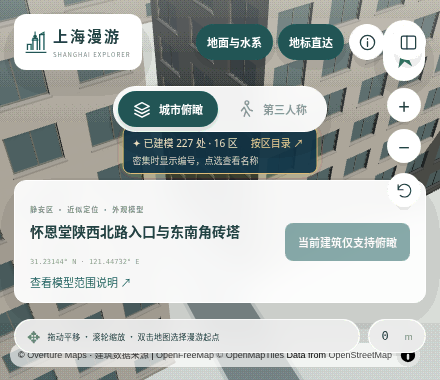 上海漫游
SHANGHAI EXPLORER
地面与水系
地标直达
城市俯瞰
第三人称
✦ 已建模 227 处 · 16 区 按区目录 ↗
密集时显示编号，点选查看名称
静安区 · 近似定位 · 外观模型
怀恩堂陕西北路入口与东南角砖塔
当前建筑仅支持俯瞰
31.23144° N · 121.44732° E
查看模型范围说明 ↗
拖动平移 · 滚轮缩放 · 双击地图选择漫游起点
0 m
© Overture Maps · 建筑数据来源 | OpenFreeMap © OpenMapTiles Data from OpenStreetMap